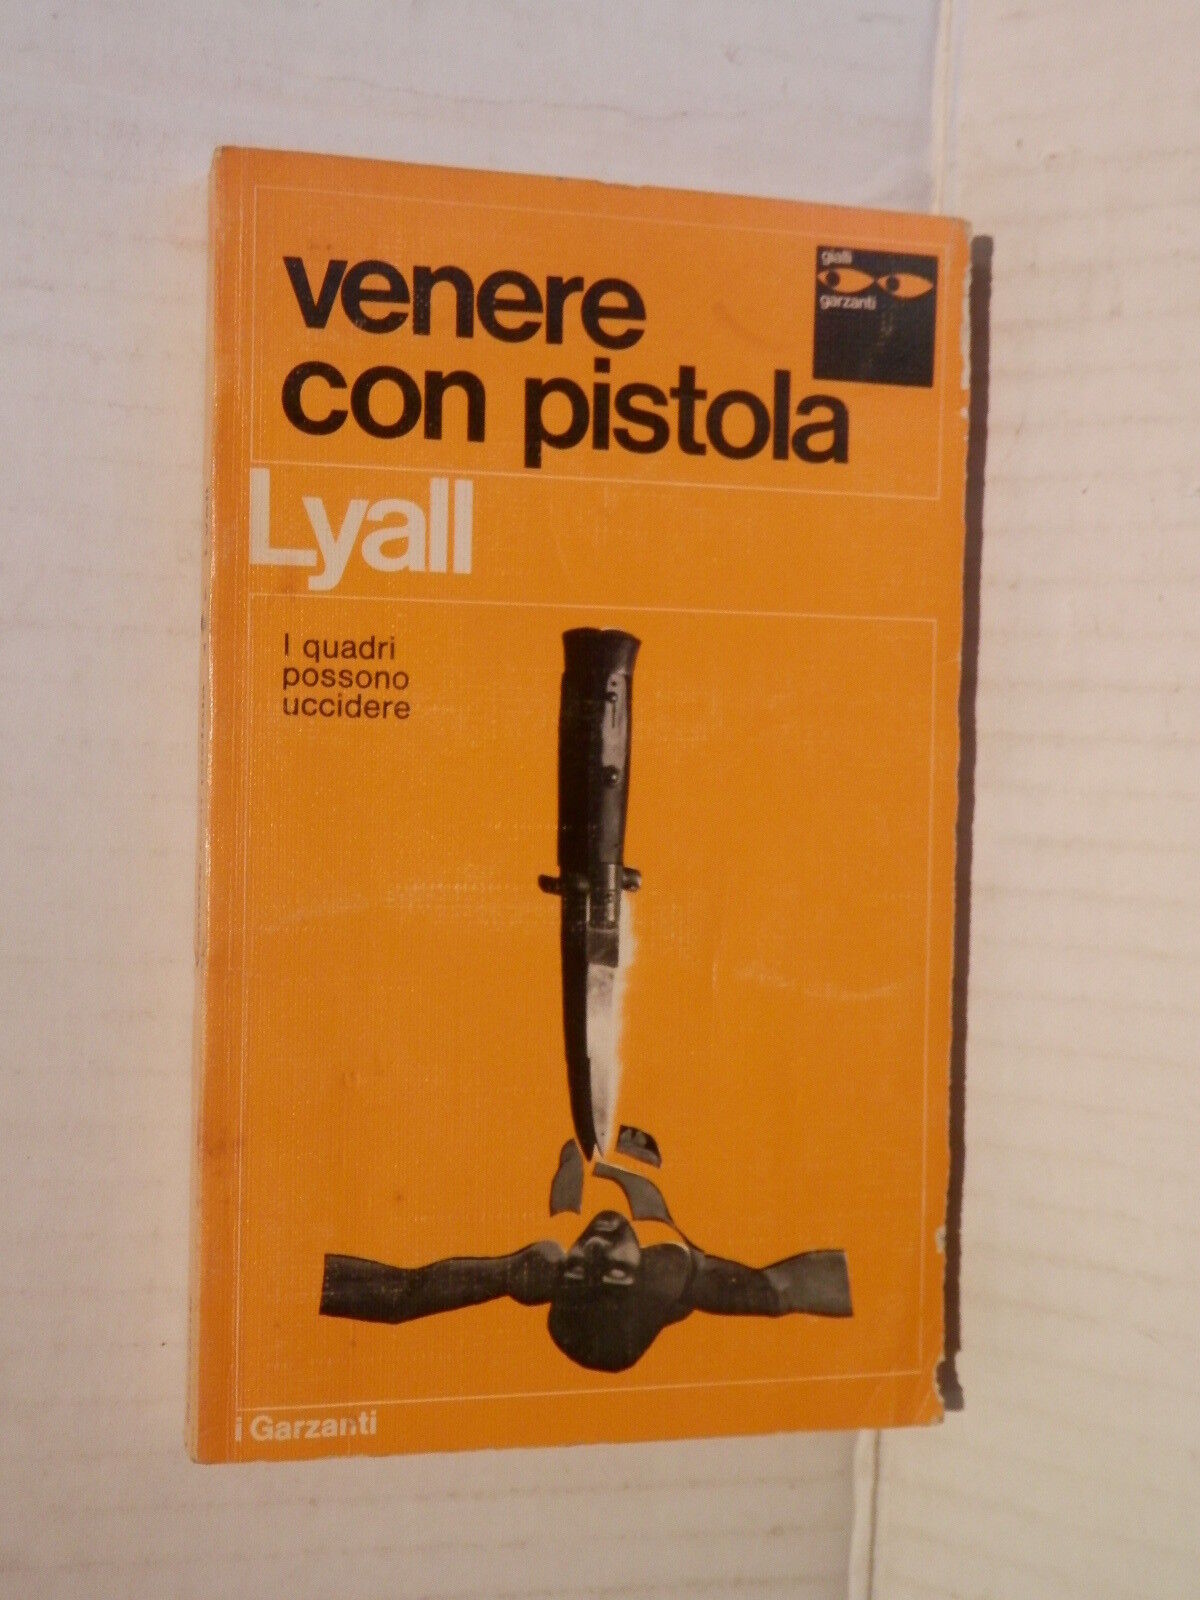 venere
con pistola
gialli
garzanti
Lyall
I quadri
possono
uccidere
i Garzanti